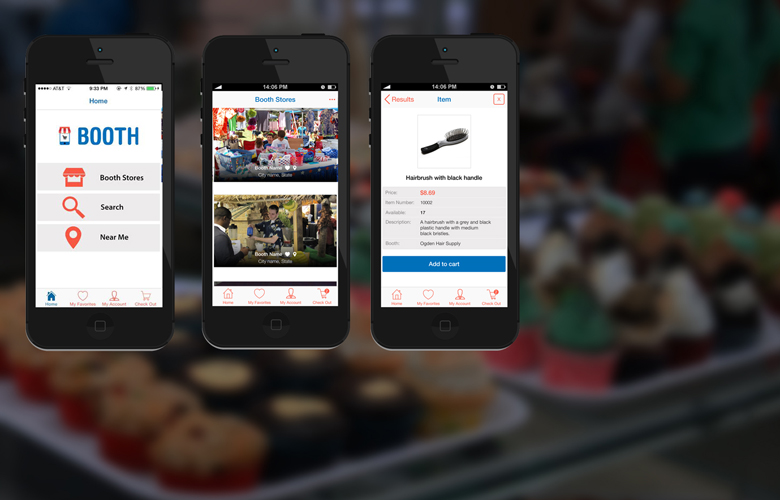 AT&T 9:33 PM 87%
Home
BOOTH
Booth Stores
Search
Near Me
Home My Favorites My Account Check Out
14:06 PM
Booth Stores
Booth Name
City name, State
Booth Name
City name, State
Home My Favorites My Account Check Out
14:06 PM
Results Item X
Hairbrush with black handle
Price: $8.69
Item Number: 10002
Available: 17
Description: A hairbrush with a grey and black
plastic handle with medium
black bristles.
Booth: Ogden Hair Supply
Add to cart
Home My Favorites My Account Check Out